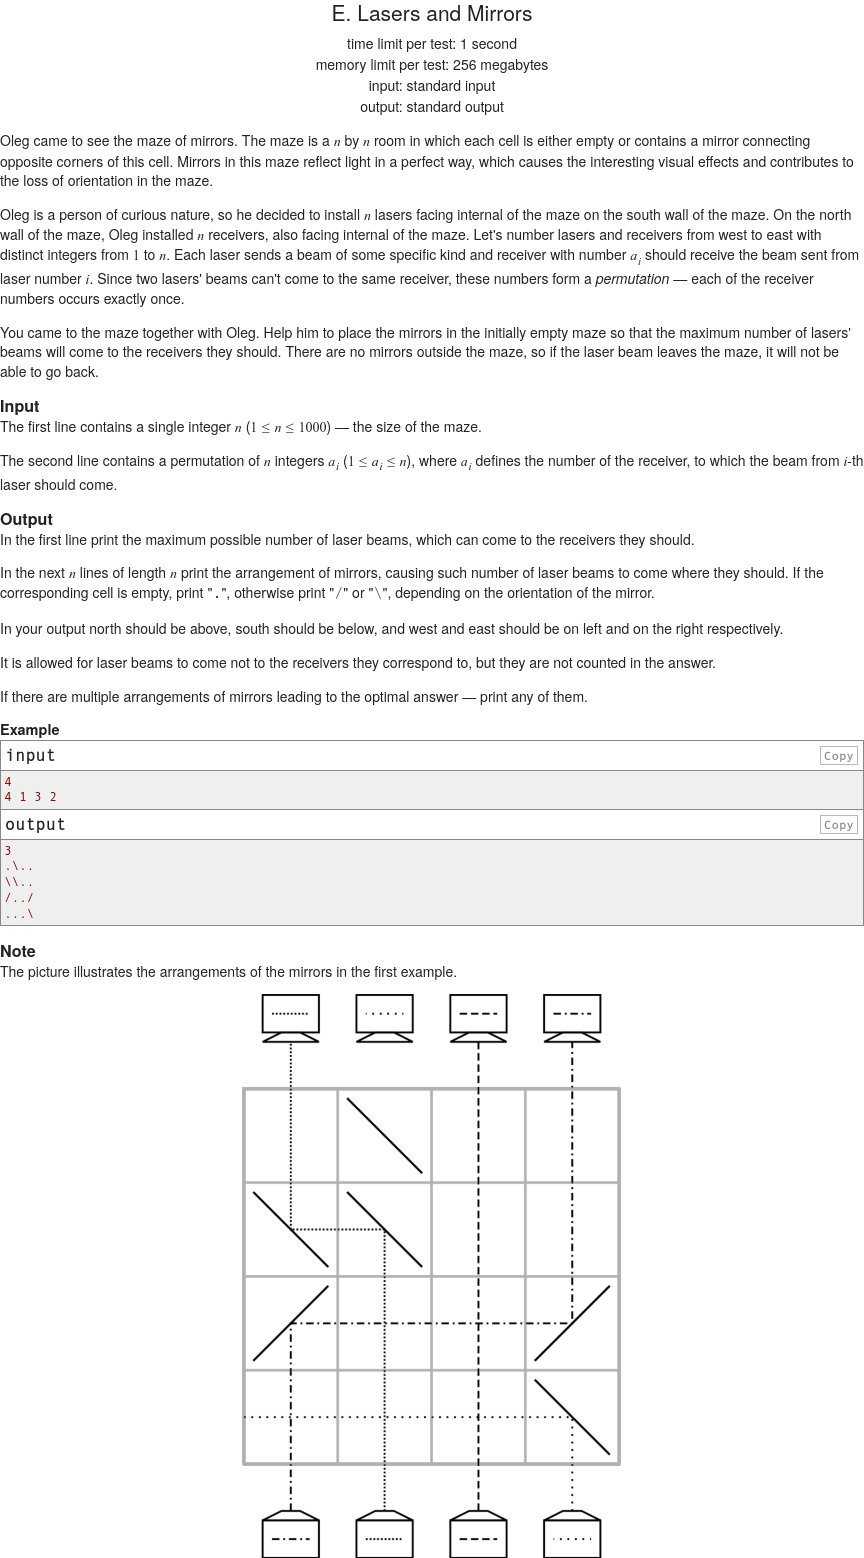 E. Lasers and Mirrors
time limit per test: 1 second
memory limit per test: 256 megabytes
input: standard input
output: standard output
Oleg came to see the maze of mirrors. The maze is a n by n room in which each cell is either empty or contains a mirror connecting
opposite corners of this cell. Mirrors in this maze reflect light in a perfect way, which causes the interesting visual effects and contributes to
the loss of orientation in the maze.
Oleg is a person of curious nature, so he decided to install n lasers facing internal of the maze on the south wall of the maze. On the north
wall of the maze, Oleg installed n receivers, also facing internal of the maze. Let's number lasers and receivers from west to east with
distinct integers from 1 to n. Each laser sends a beam of some specific kind and receiver with number a_i should receive the beam sent from
laser number i. Since two lasers' beams can't come to the same receiver, these numbers form a permutation — each of the receiver
numbers occurs exactly once.
You came to the maze together with Oleg. Help him to place the mirrors in the initially empty maze so that the maximum number of lasers'
beams will come to the receivers they should. There are no mirrors outside the maze, so if the laser beam leaves the maze, it will not be
able to go back.
Input
The first line contains a single integer n (1 ≤ n ≤ 1000) — the size of the maze.
The second line contains a permutation of n integers a_i (1 ≤ a_i ≤ n), where a_i defines the number of the receiver, to which the beam from i-th
laser should come.
Output
In the first line print the maximum possible number of laser beams, which can come to the receivers they should.
In the next n lines of length n print the arrangement of mirrors, causing such number of laser beams to come where they should. If the
corresponding cell is empty, print ".", otherwise print "/" or "\", depending on the orientation of the mirror.
In your output north should be above, south should be below, and west and east should be on left and on the right respectively.
It is allowed for laser beams to come not to the receivers they correspond to, but they are not counted in the answer.
If there are multiple arrangements of mirrors leading to the optimal answer — print any of them.
Example
input Copy
4
4 1 3 2
output Copy
3
.\..
\\..
/../
...\
Note
The picture illustrates the arrangements of the mirrors in the first example.